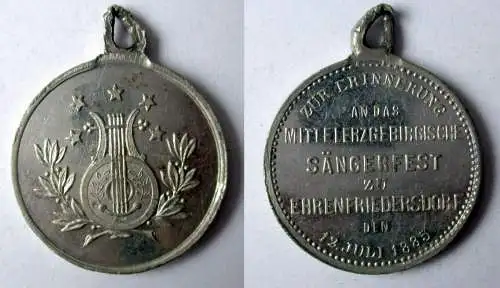 ZUR ERINNERUNG
AN DAS
MITTELERZGEBIRGISCHE
SÄNGERFEST
ZU
EHRENFRIEDERSDORF
DEN
12. JULI 1885